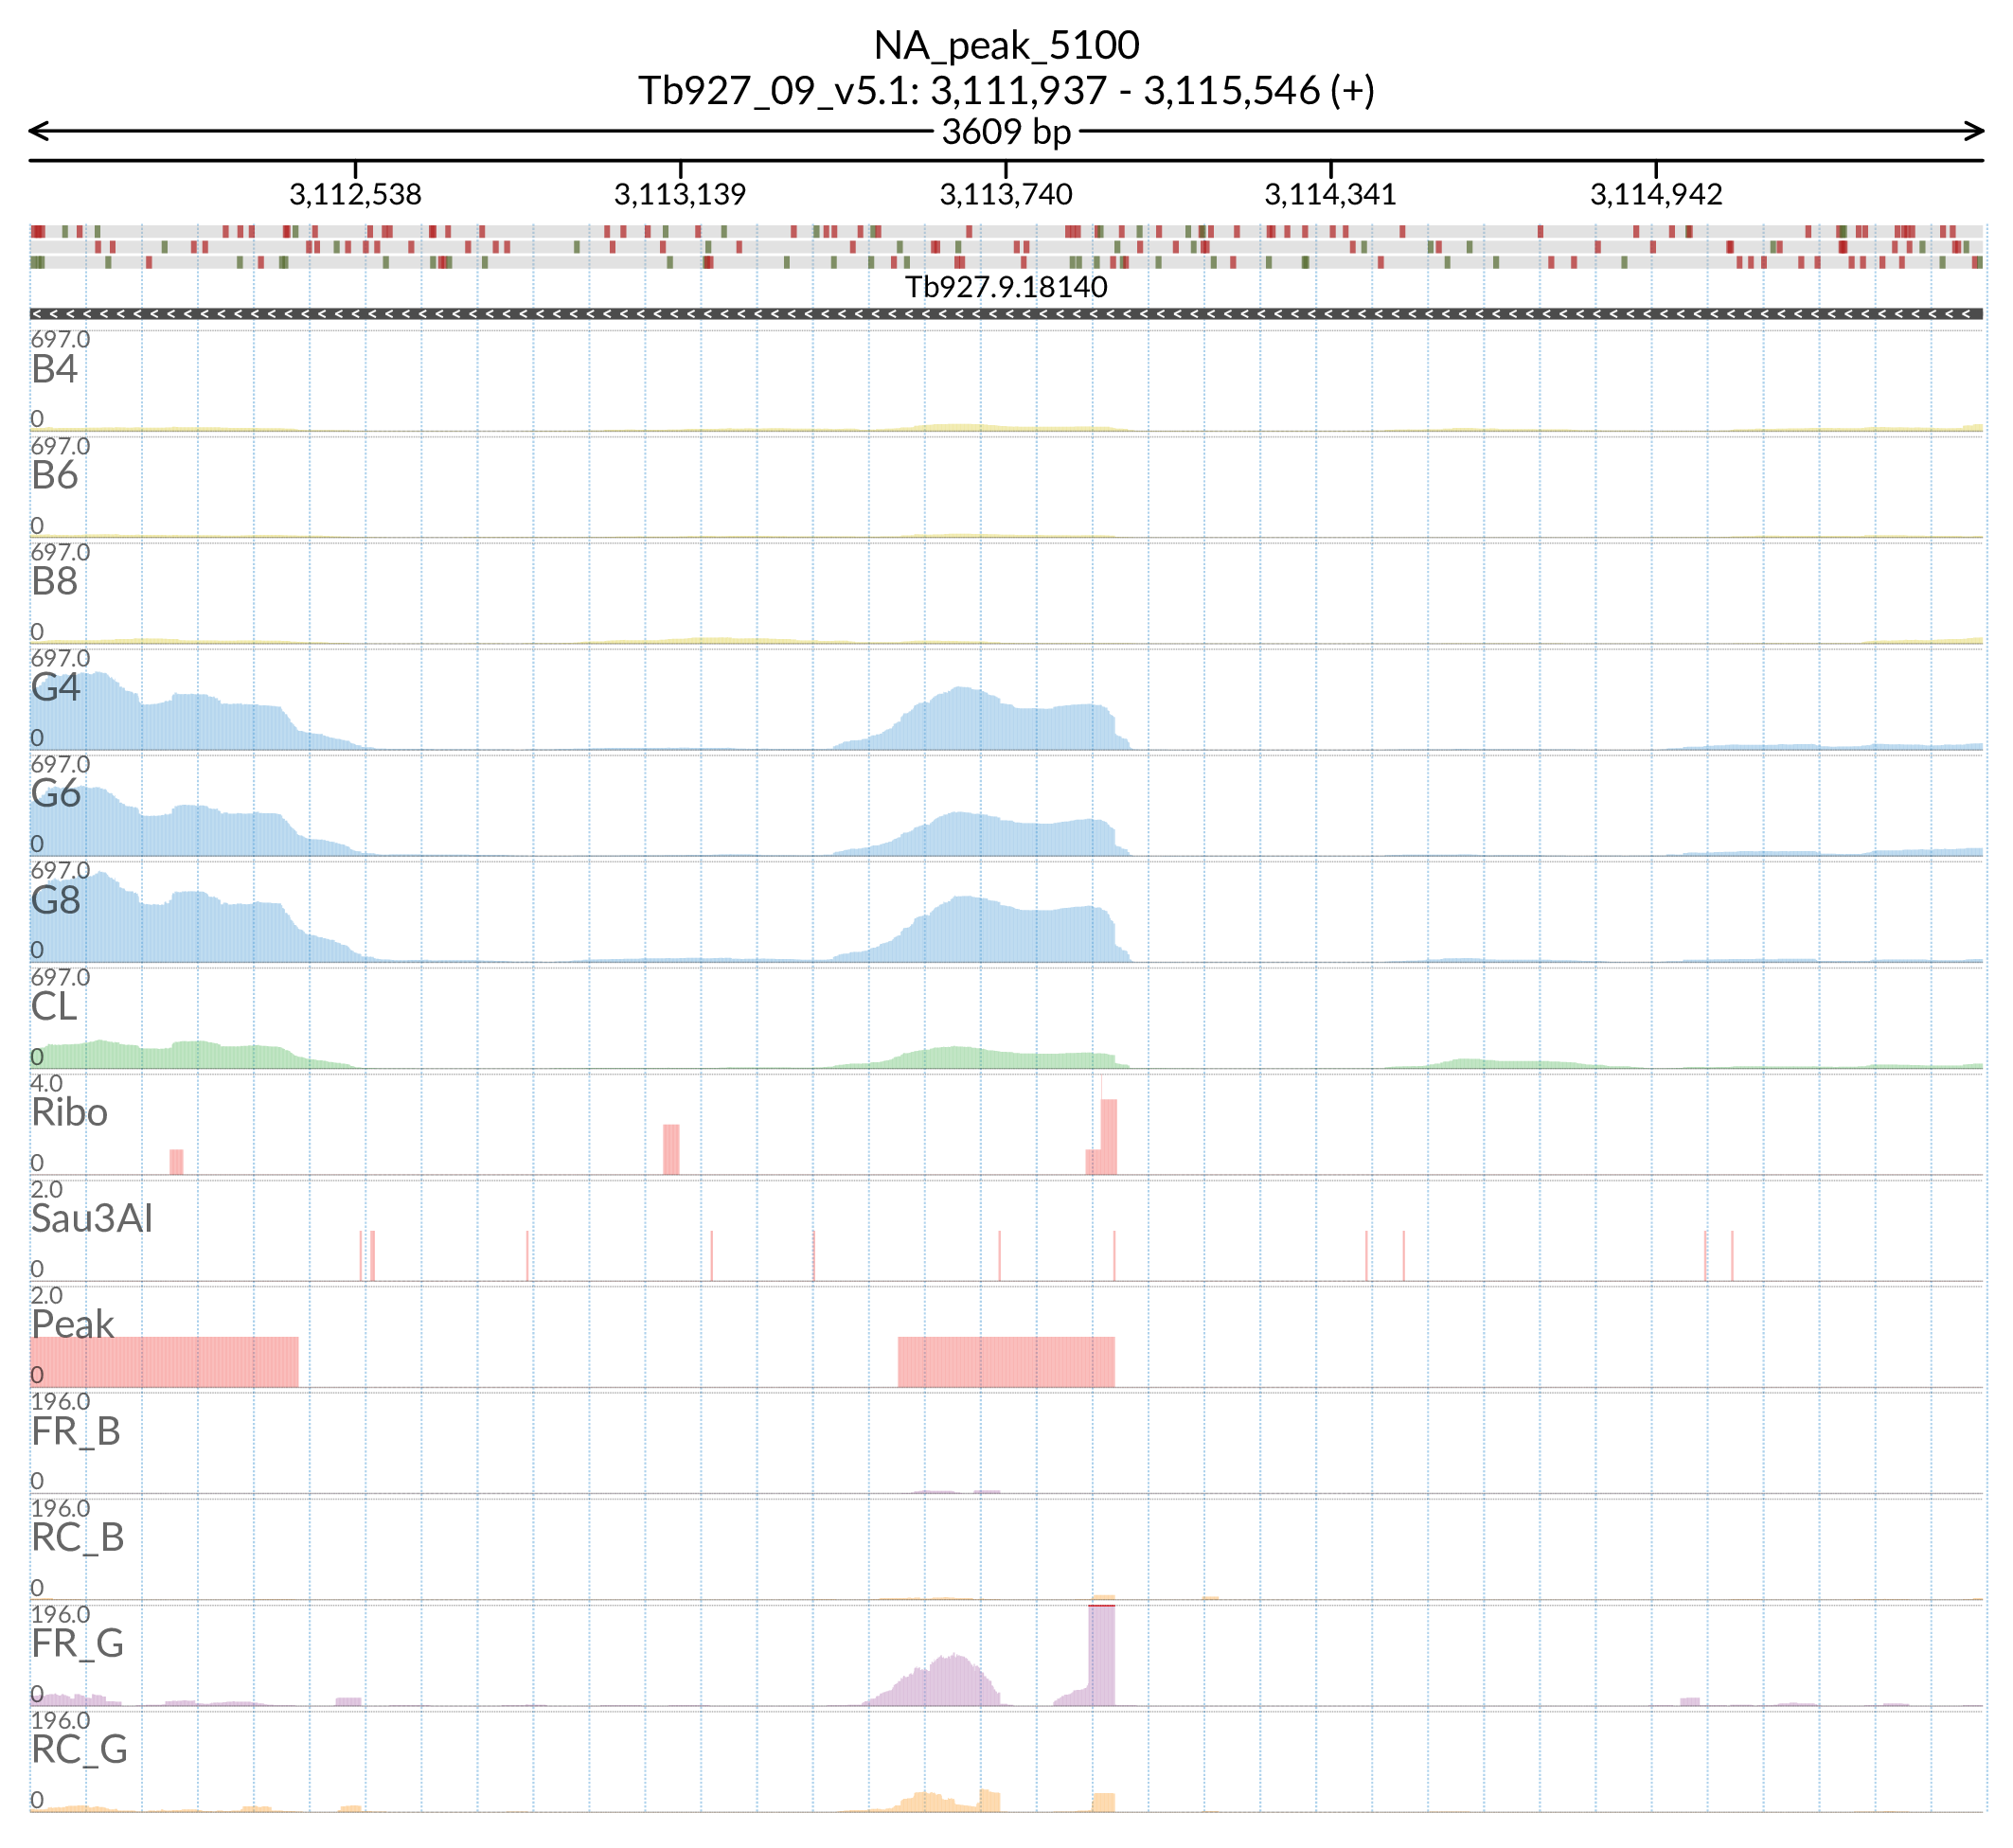 NA_peak_5100
Tb927_09_v5.1: 3,111,937 - 3,115,546 (+)
3609 bp
3,112,538 3,113,139 3,113,740 3,114,341 3,114,942
Tb927.9.18140
697.0
B4
0
697.0
B6
0
697.0
B8
0
697.0
G4
0
697.0
G6
0
697.0
G8
0
697.0
CL
0
4.0
Ribo
0
2.0
Sau3AI
0
2.0
Peak
0
196.0
FR_B
0
196.0
RC_B
0
196.0
FR_G
0
196.0
RC_G
0